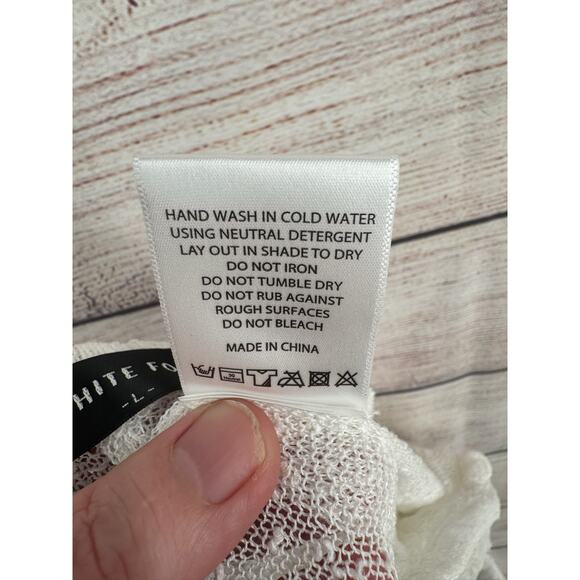 HAND WASH IN COLD WATER
USING NEUTRAL DETERGENT
LAY OUT IN SHADE TO DRY
DO NOT IRON
DO NOT TUMBLE DRY
DO NOT RUB AGAINST
ROUGH SURFACES
DO NOT BLEACH
MADE IN CHINA
30
HITE FO
-L-